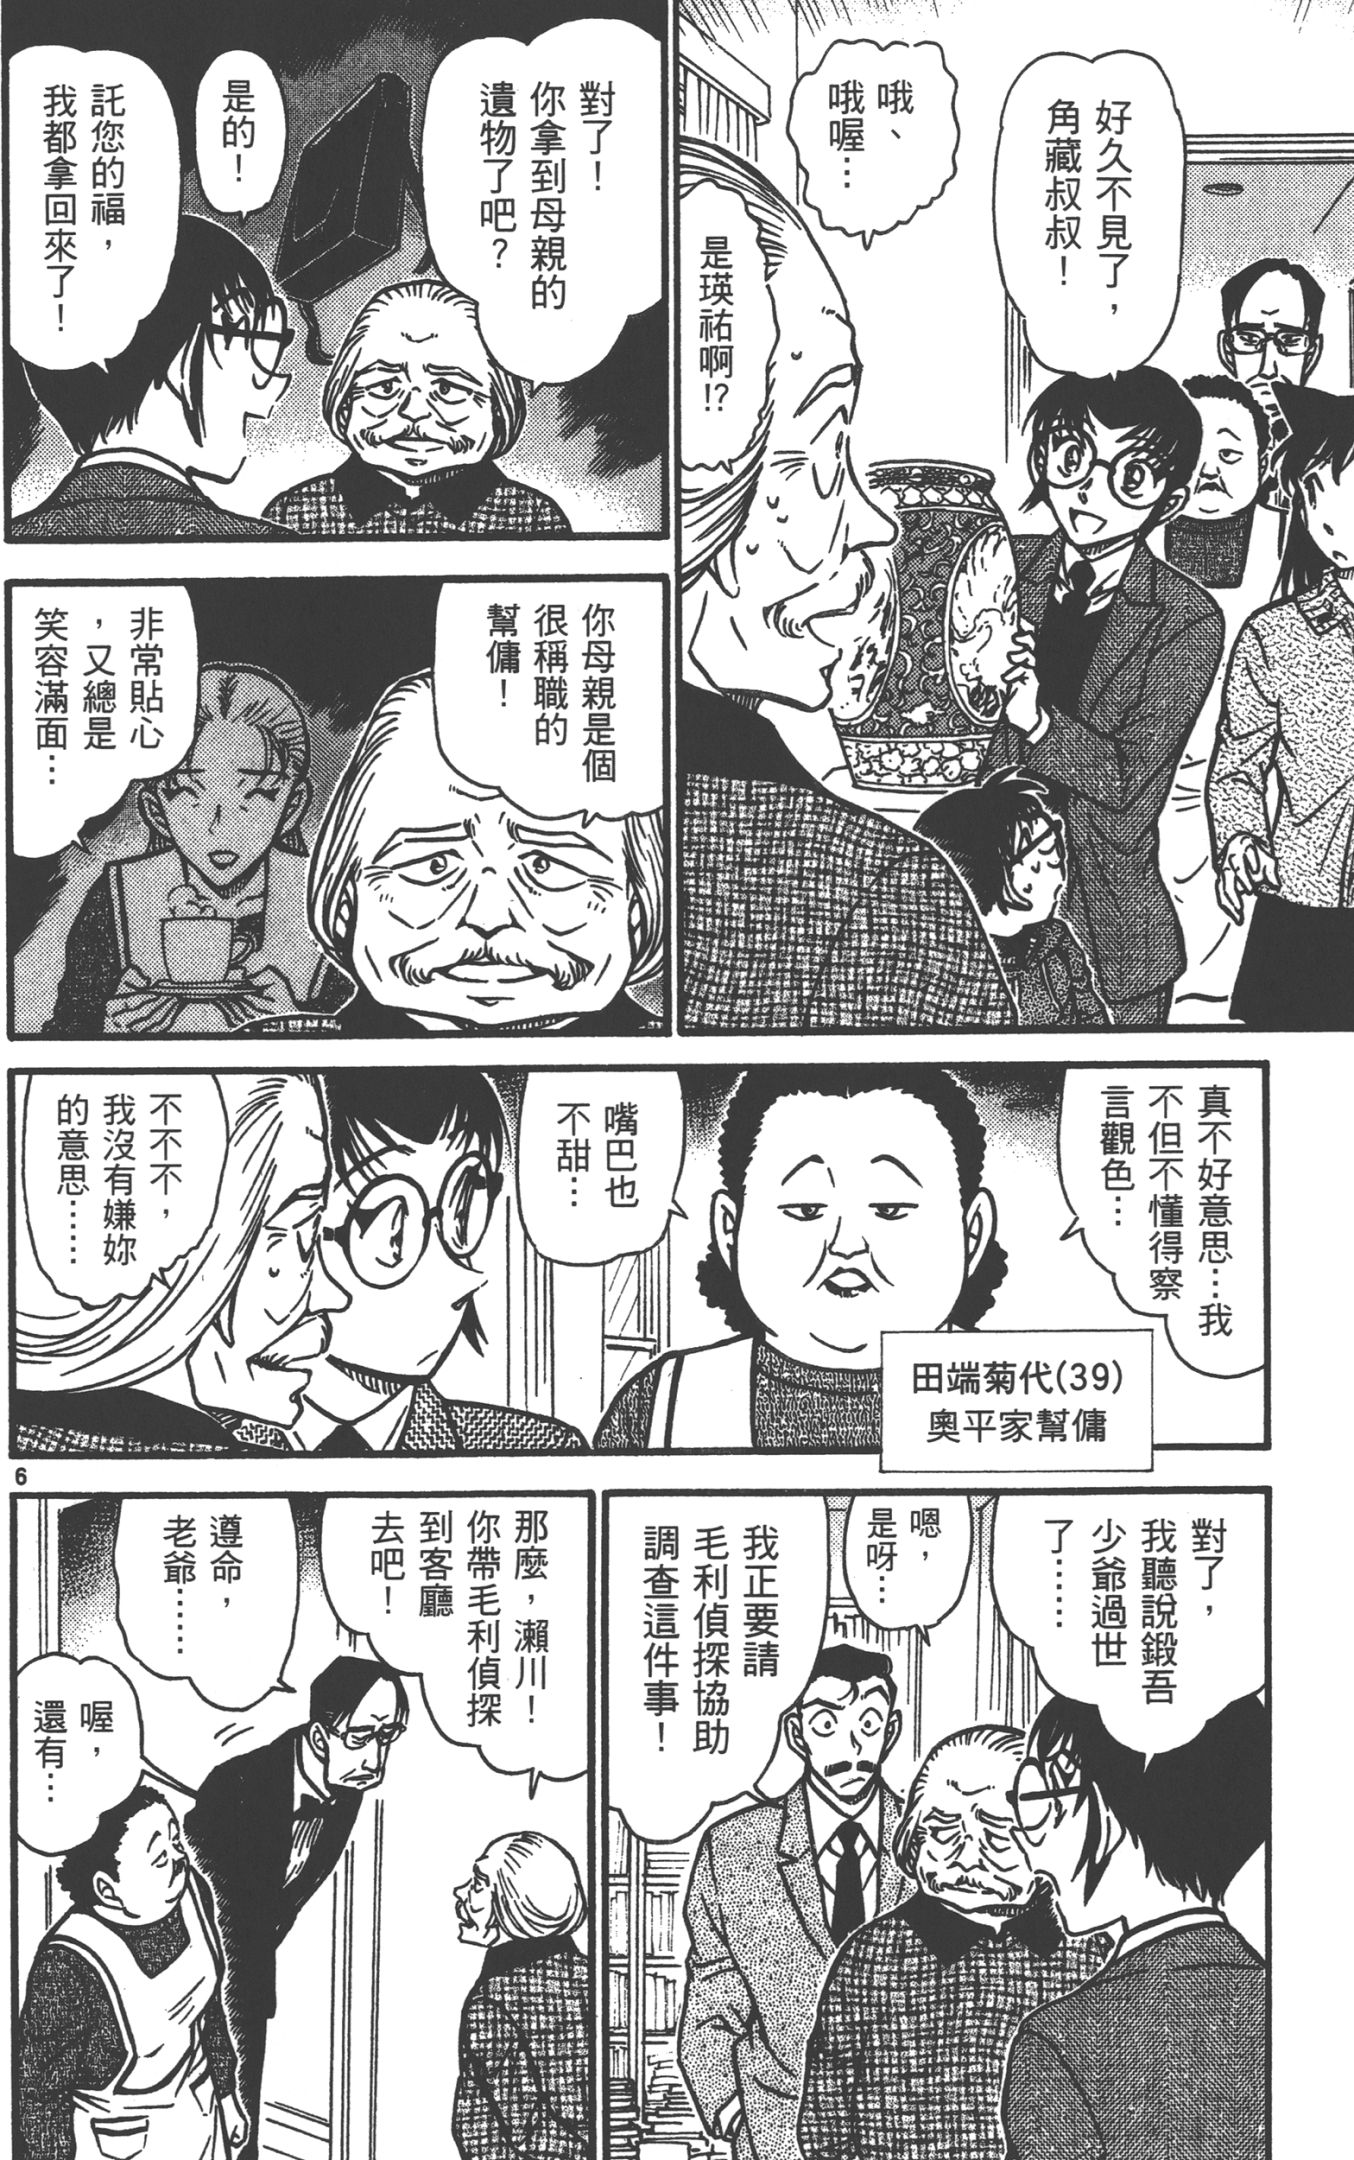 好久不見了，
角藏叔叔！
哦、
哦喔…
是瑛祐啊!?
對了！
你拿到母親的
遺物了吧？
是的！
託您的福，
我都拿回來了！
你母親是個
很稱職的
幫傭！
非常貼心
，又總是
笑容滿面…
真不好意思…我
不但不懂得察
言觀色…
嘴巴也
不甜…
田端菊代(39)
奧平家幫傭
不不不，
我沒有嫌妳
的意思……
對了，
我聽說鍛吾
少爺過世
了……
嗯，
是呀…
我正要請
毛利偵探協助
調查這件事！
那麼，瀨川！
你帶毛利偵探
到客廳
去吧！
遵命，
老爺……
喔，
還有…
6